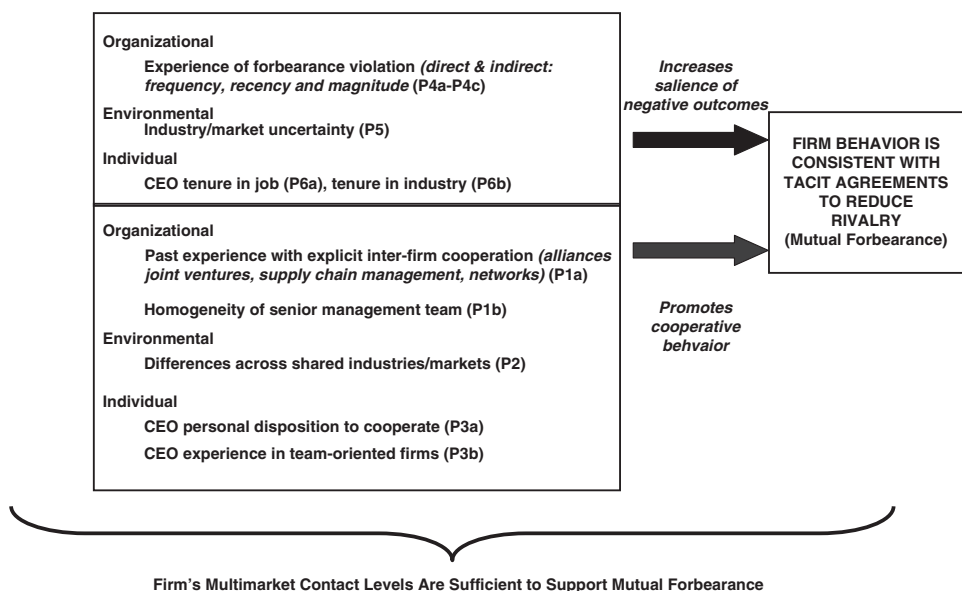 Organizational
Experience of forbearance violation (direct & indirect:
frequency, recency and magnitude) (P4a-P4c)
Environmental
Industry/market uncertainty (P5)
Individual
CEO tenure in job (P6a), tenure in industry (P6b)
Increases
salience of
negative outcomes
Organizational
Past experience with explicit inter-firm cooperation (alliances
joint ventures, supply chain management, networks) (P1a)
Homogeneity of senior management team (P1b)
Environmental
Differences across shared industries/markets (P2)
Individual
CEO personal disposition to cooperate (P3a)
CEO experience in team-oriented firms (P3b)
Promotes
cooperative
behvaior
FIRM BEHAVIOR IS
CONSISTENT WITH
TACIT AGREEMENTS
TO REDUCE
RIVALRY
(Mutual Forbearance)
Firm's Multimarket Contact Levels Are Sufficient to Support Mutual Forbearance